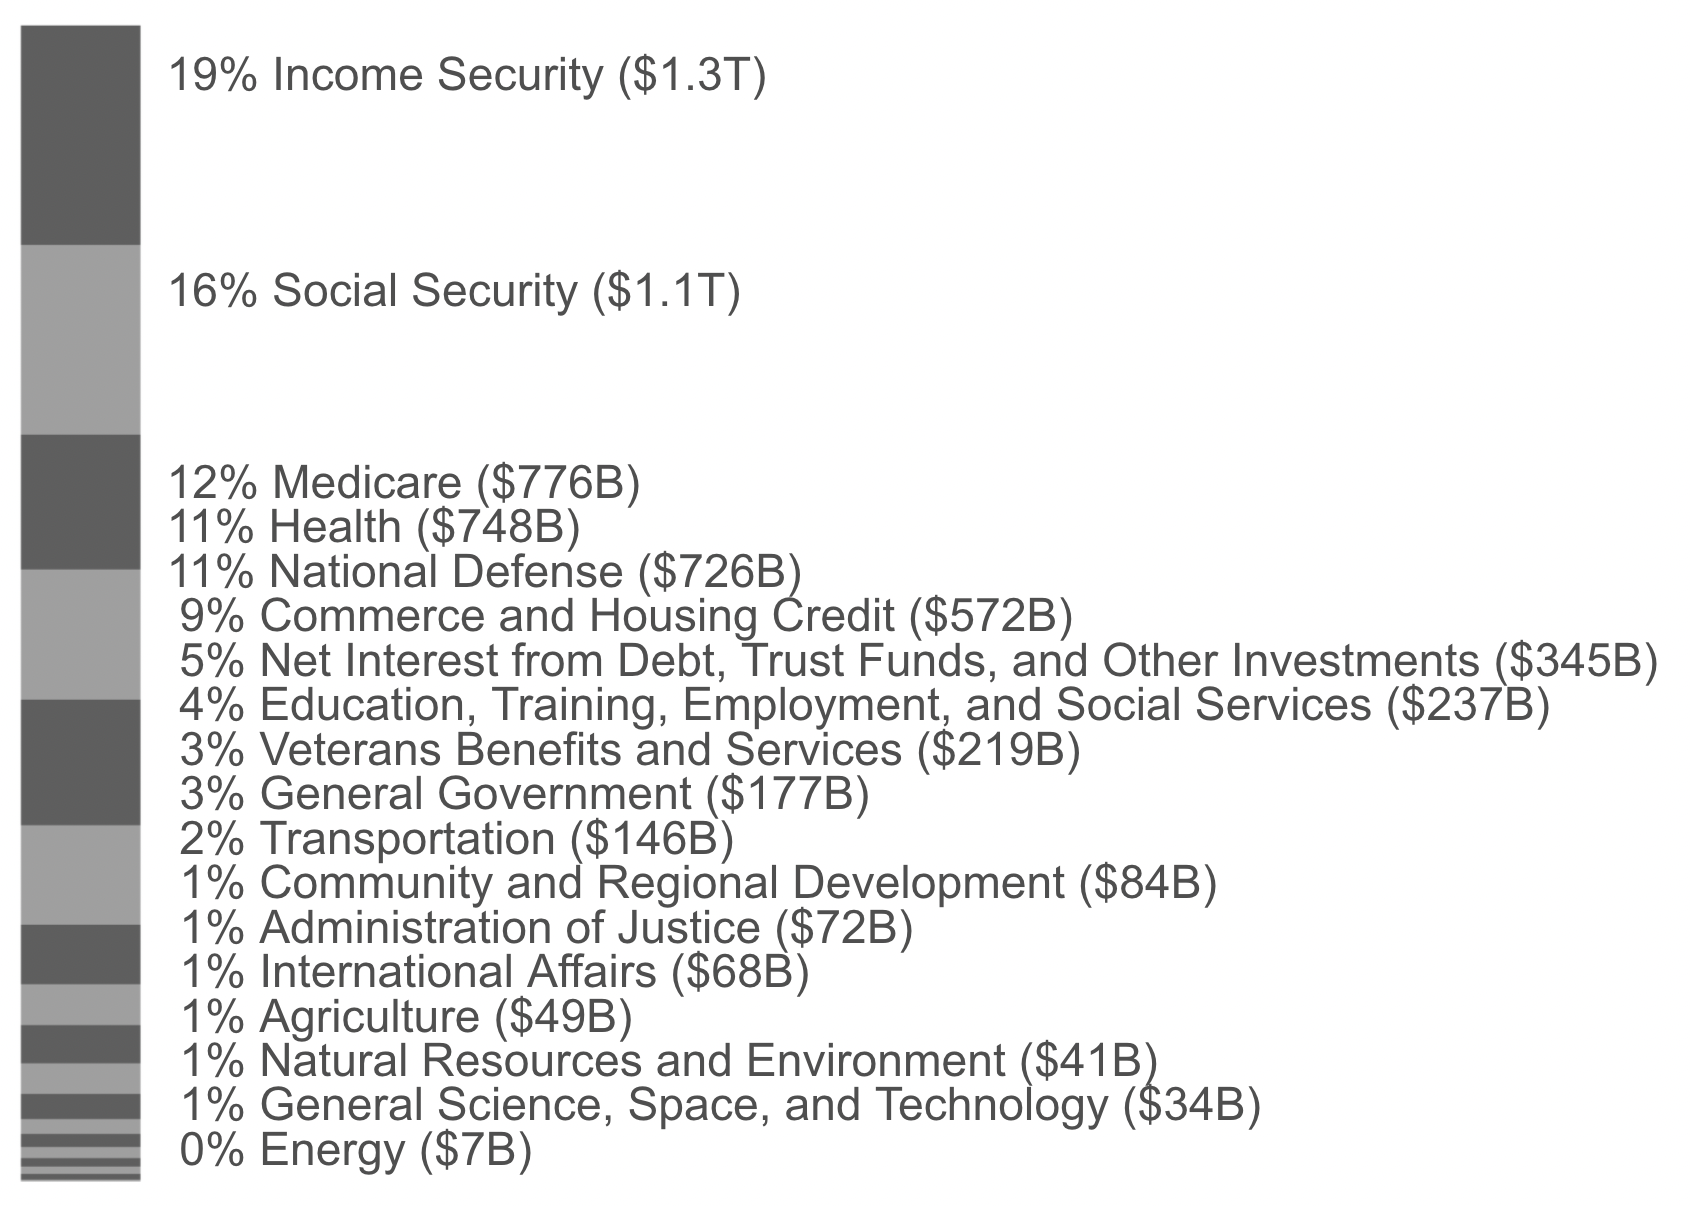 19% Income Security ($1.3T)
16% Social Security ($1.1T)
12% Medicare ($776B)
11% Health ($748B)
11% National Defense ($726B)
9% Commerce and Housing Credit ($572B)
5% Net Interest from Debt, Trust Funds, and Other Investments ($345B)
4% Education, Training, Employment, and Social Services ($237B)
3% Veterans Benefits and Services ($219B)
3% General Government ($177B)
2% Transportation ($146B)
1% Community and Regional Development ($84B)
1% Administration of Justice ($72B)
1% International Affairs ($68B)
1% Agriculture ($49B)
1% Natural Resources and Environment ($41B)
1% General Science, Space, and Technology ($34B)
0% Energy ($7B)